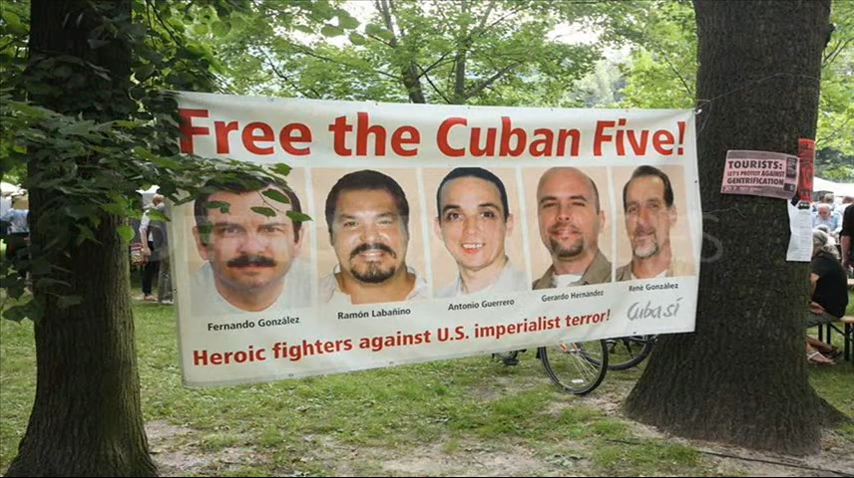 Free the Cuban Five!
Fernando González
Ramón Labañino
Antonio Guerrero
Gerardo Hernández
René González
Heroic fighters against U.S. imperialist terror!
Cuba sí
TOURISTS:
LET'S PROTEST AGAINST
GENTRIFICATION